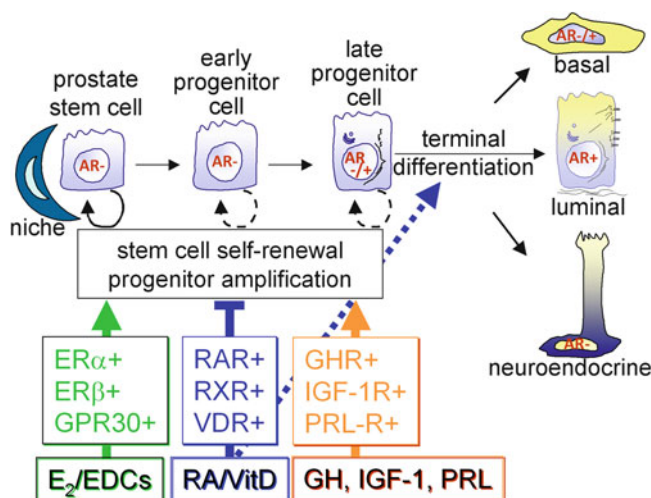 prostate
stem cell
early
progenitor
cell
late
progenitor
cell
AR-
AR-
AR
-/+
niche
terminal
differentiation
AR-/+
basal
AR+
luminal
AR-
neuroendocrine
stem cell self-renewal
progenitor amplification
ERα+
ERβ+
GPR30+
RAR+
RXR+
VDR+
GHR+
IGF-1R+
PRL-R+
E₂/EDCs
RA/VitD
GH, IGF-1, PRL